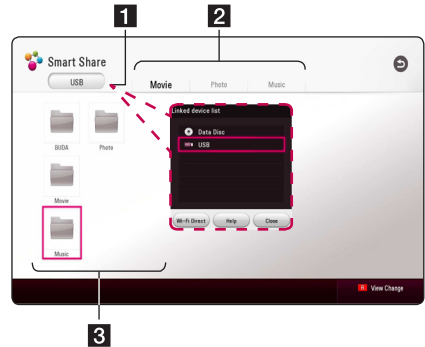 1
2
Smart Share
USB
Movie Photo Music
Linked device list
Data Disc
USB
BUDA Photo
Movie
Wi-Fi Direct Help Close
Music
R View Change
3